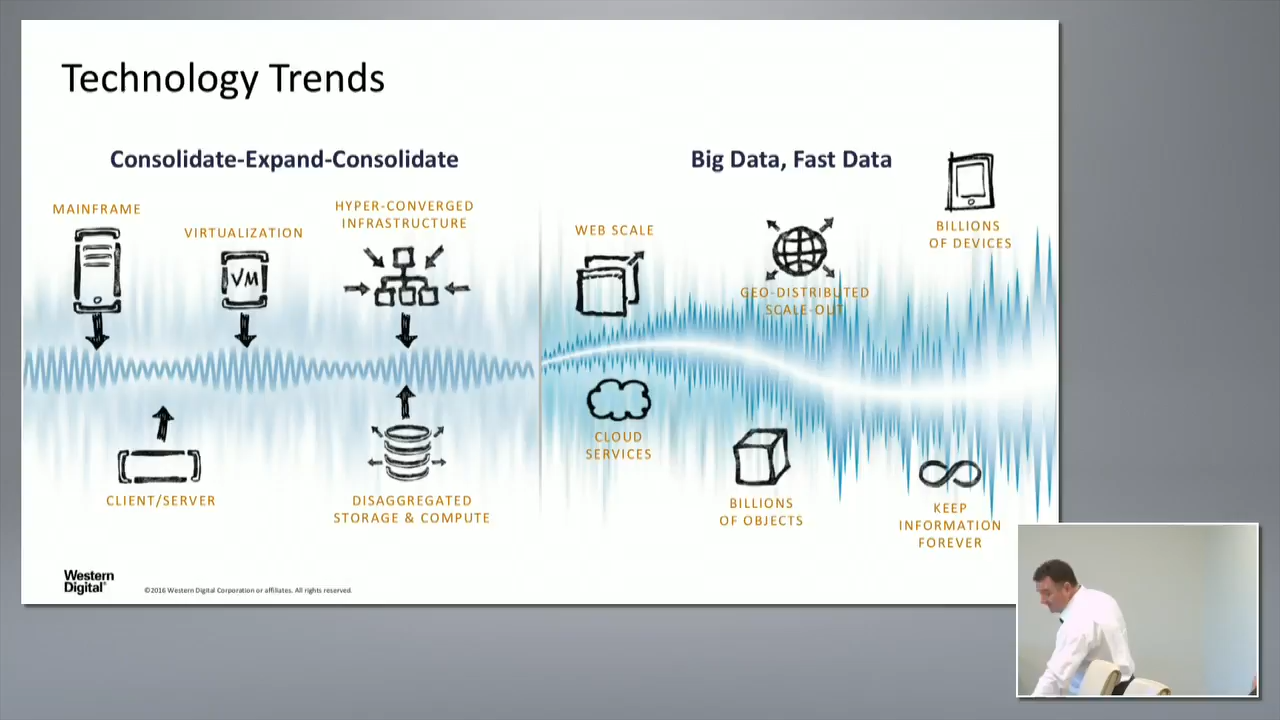 Technology Trends
Consolidate-Expand-Consolidate
MAINFRAME
VIRTUALIZATION
VM
HYPER-CONVERGED
INFRASTRUCTURE
CLIENT/SERVER
DISAGGREGATED
STORAGE & COMPUTE
Big Data, Fast Data
WEB SCALE
GEO-DISTRIBUTED
SCALE-OUT
BILLIONS
OF DEVICES
CLOUD
SERVICES
BILLIONS
OF OBJECTS
KEEP
INFORMATION
FOREVER
Western
Digital®
©2016 Western Digital Corporation or affiliates. All rights reserved.